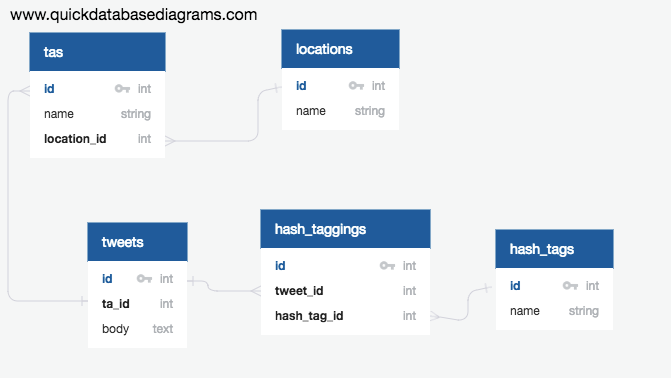 www.quickdatabasediagrams.com
tas
id int
name string
location_id int
locations
id int
name string
tweets
id int
ta_id int
body text
hash_taggings
id int
tweet_id int
hash_tag_id int
hash_tags
id int
name string